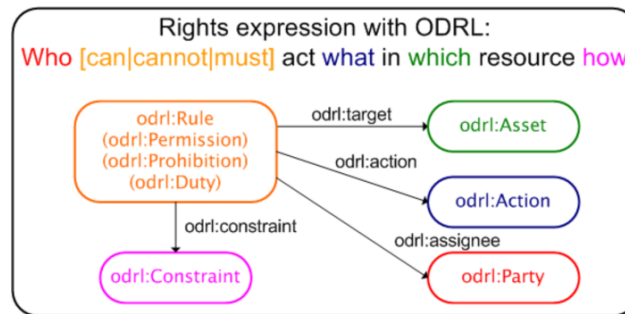 Rights expression with ODRL:
Who [can|cannot|must] act what in which resource how
odrl:Rule
(odrl:Permission)
(odrl:Prohibition)
(odrl:Duty)
odrl:target
odrl:Asset
odrl:action
odrl:Action
odrl:constraint
odrl:assignee
odrl:Constraint
odrl:Party